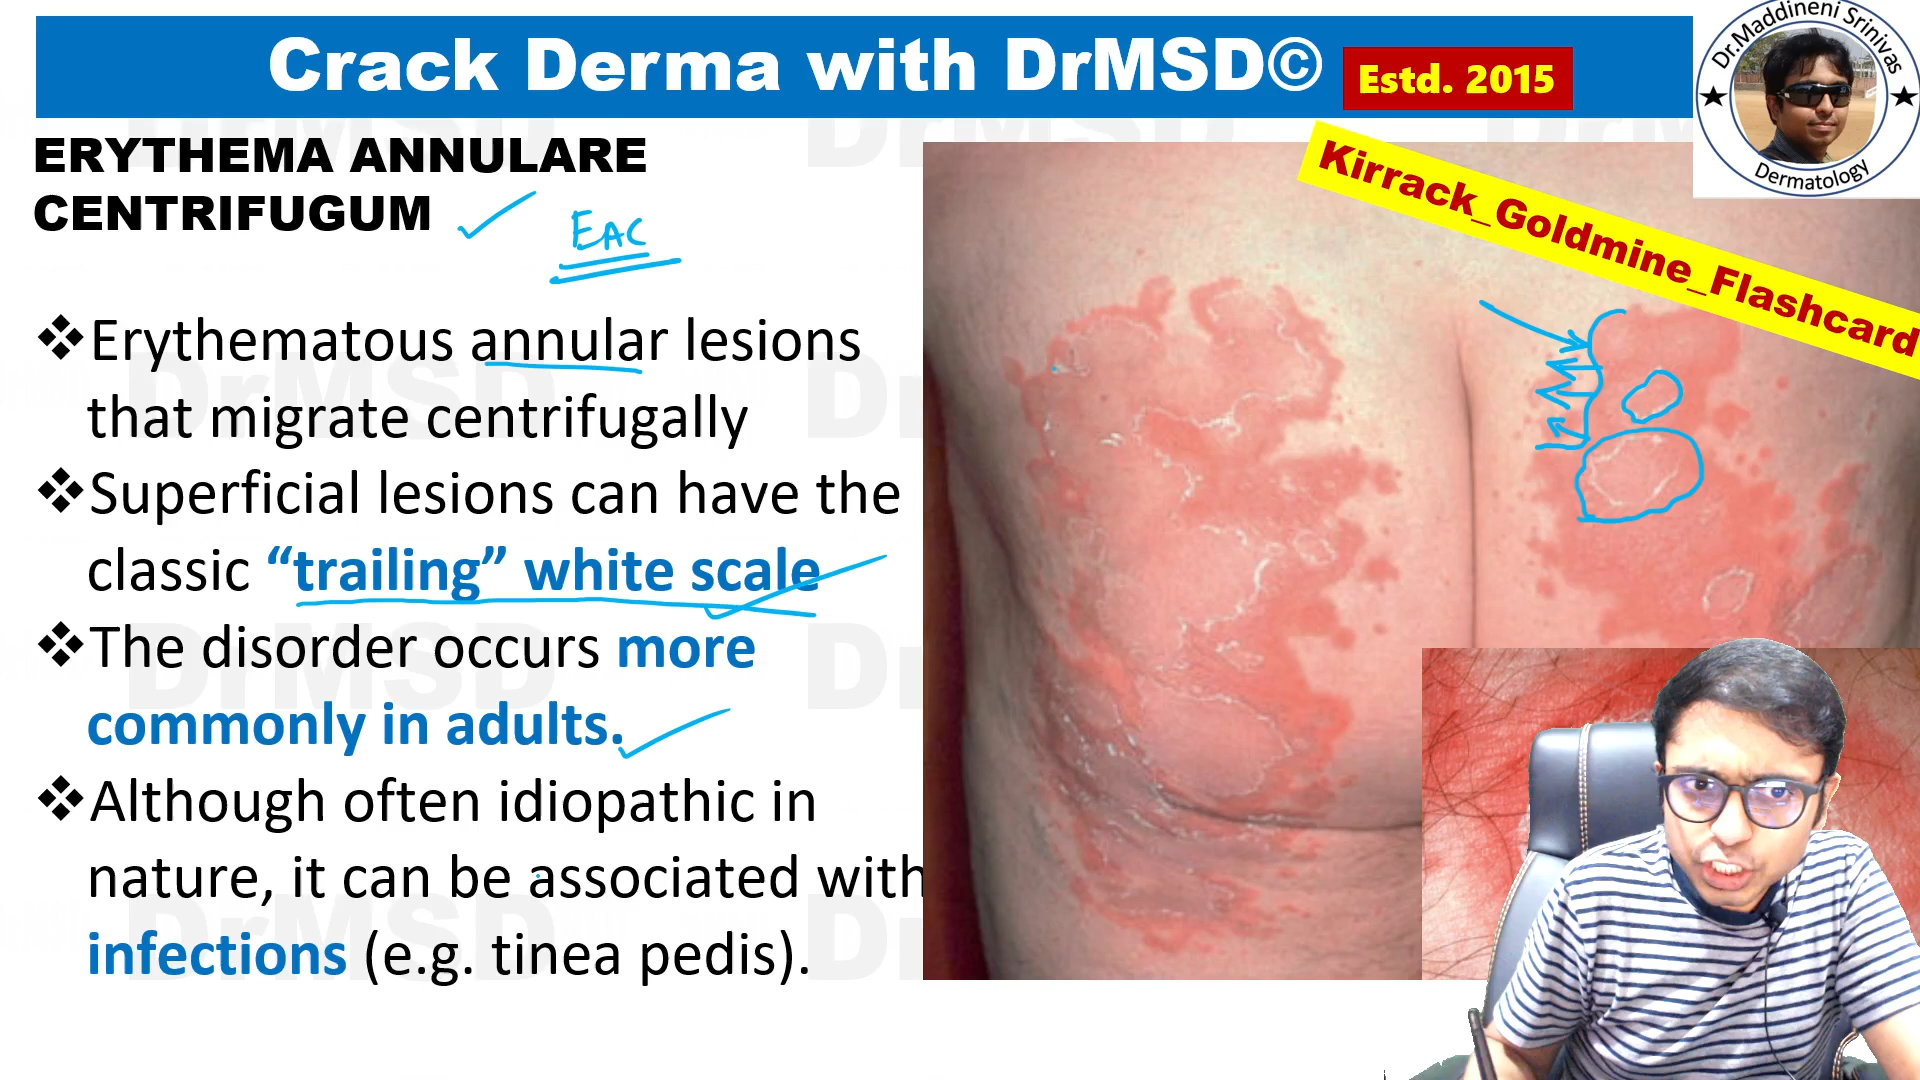 Crack Derma with DrMSD©
Estd. 2015
Dr.Maddineni Srinivas
Dermatology
ERYTHEMA ANNULARE
CENTRIFUGUM
EAC
Kirrack_Goldmine_Flashcard
❖Erythematous annular lesions
that migrate centrifugally
❖Superficial lesions can have the
classic “trailing” white scale
❖The disorder occurs more
commonly in adults.
❖Although often idiopathic in
nature, it can be associated with
infections (e.g. tinea pedis).
DrMSD